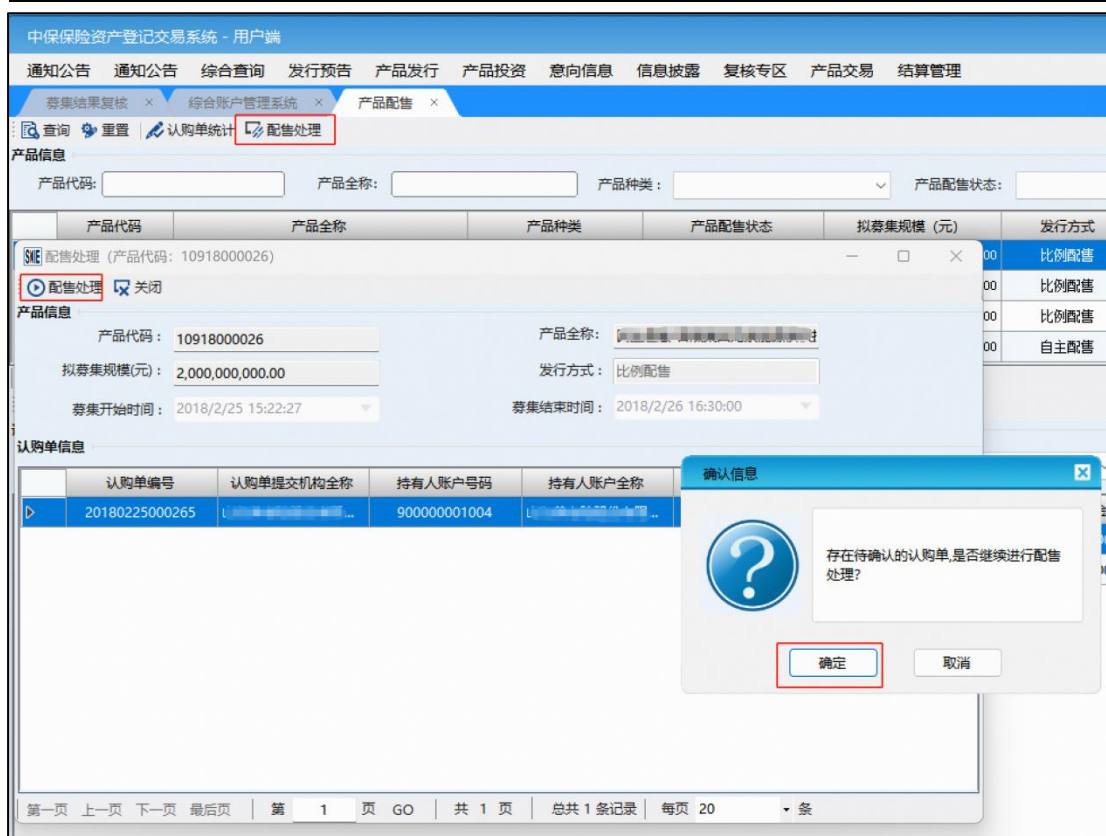 中保保险资产登记交易系统 - 用户端
通知公告 通知公告 综合查询 发行预告 产品发行 产品投资 意向信息 信息披露 复核专区 产品交易 结算管理
募集结果复核 × 综合账户管理系统 × 产品配售 ×
查询 重置 认购单统计 配售处理
产品信息
产品代码: 产品全称: 产品种类： 产品配售状态:
产品代码 产品全称 产品种类 产品配售状态 拟募集规模（元） 发行方式
配售处理（产品代码：10918000026） 00 比例配售
配售处理 关闭 00 比例配售
产品信息 00 比例配售
产品代码： 10918000026 产品全称： 00 自主配售
拟募集规模(元)： 2,000,000,000.00 发行方式： 比例配售
募集开始时间： 2018/2/25 15:22:27 募集结束时间： 2018/2/26 16:30:00
认购单信息
认购单编号 认购单提交机构全称 持有人账户号码 持有人账户全称
20180225000265 900000001004
确认信息
存在待确认的认购单,是否继续进行配售
处理?
确定 取消
第一页 上一页 下一页 最后页 第 1 页 GO 共 1 页 总共 1 条记录 每页 20 条